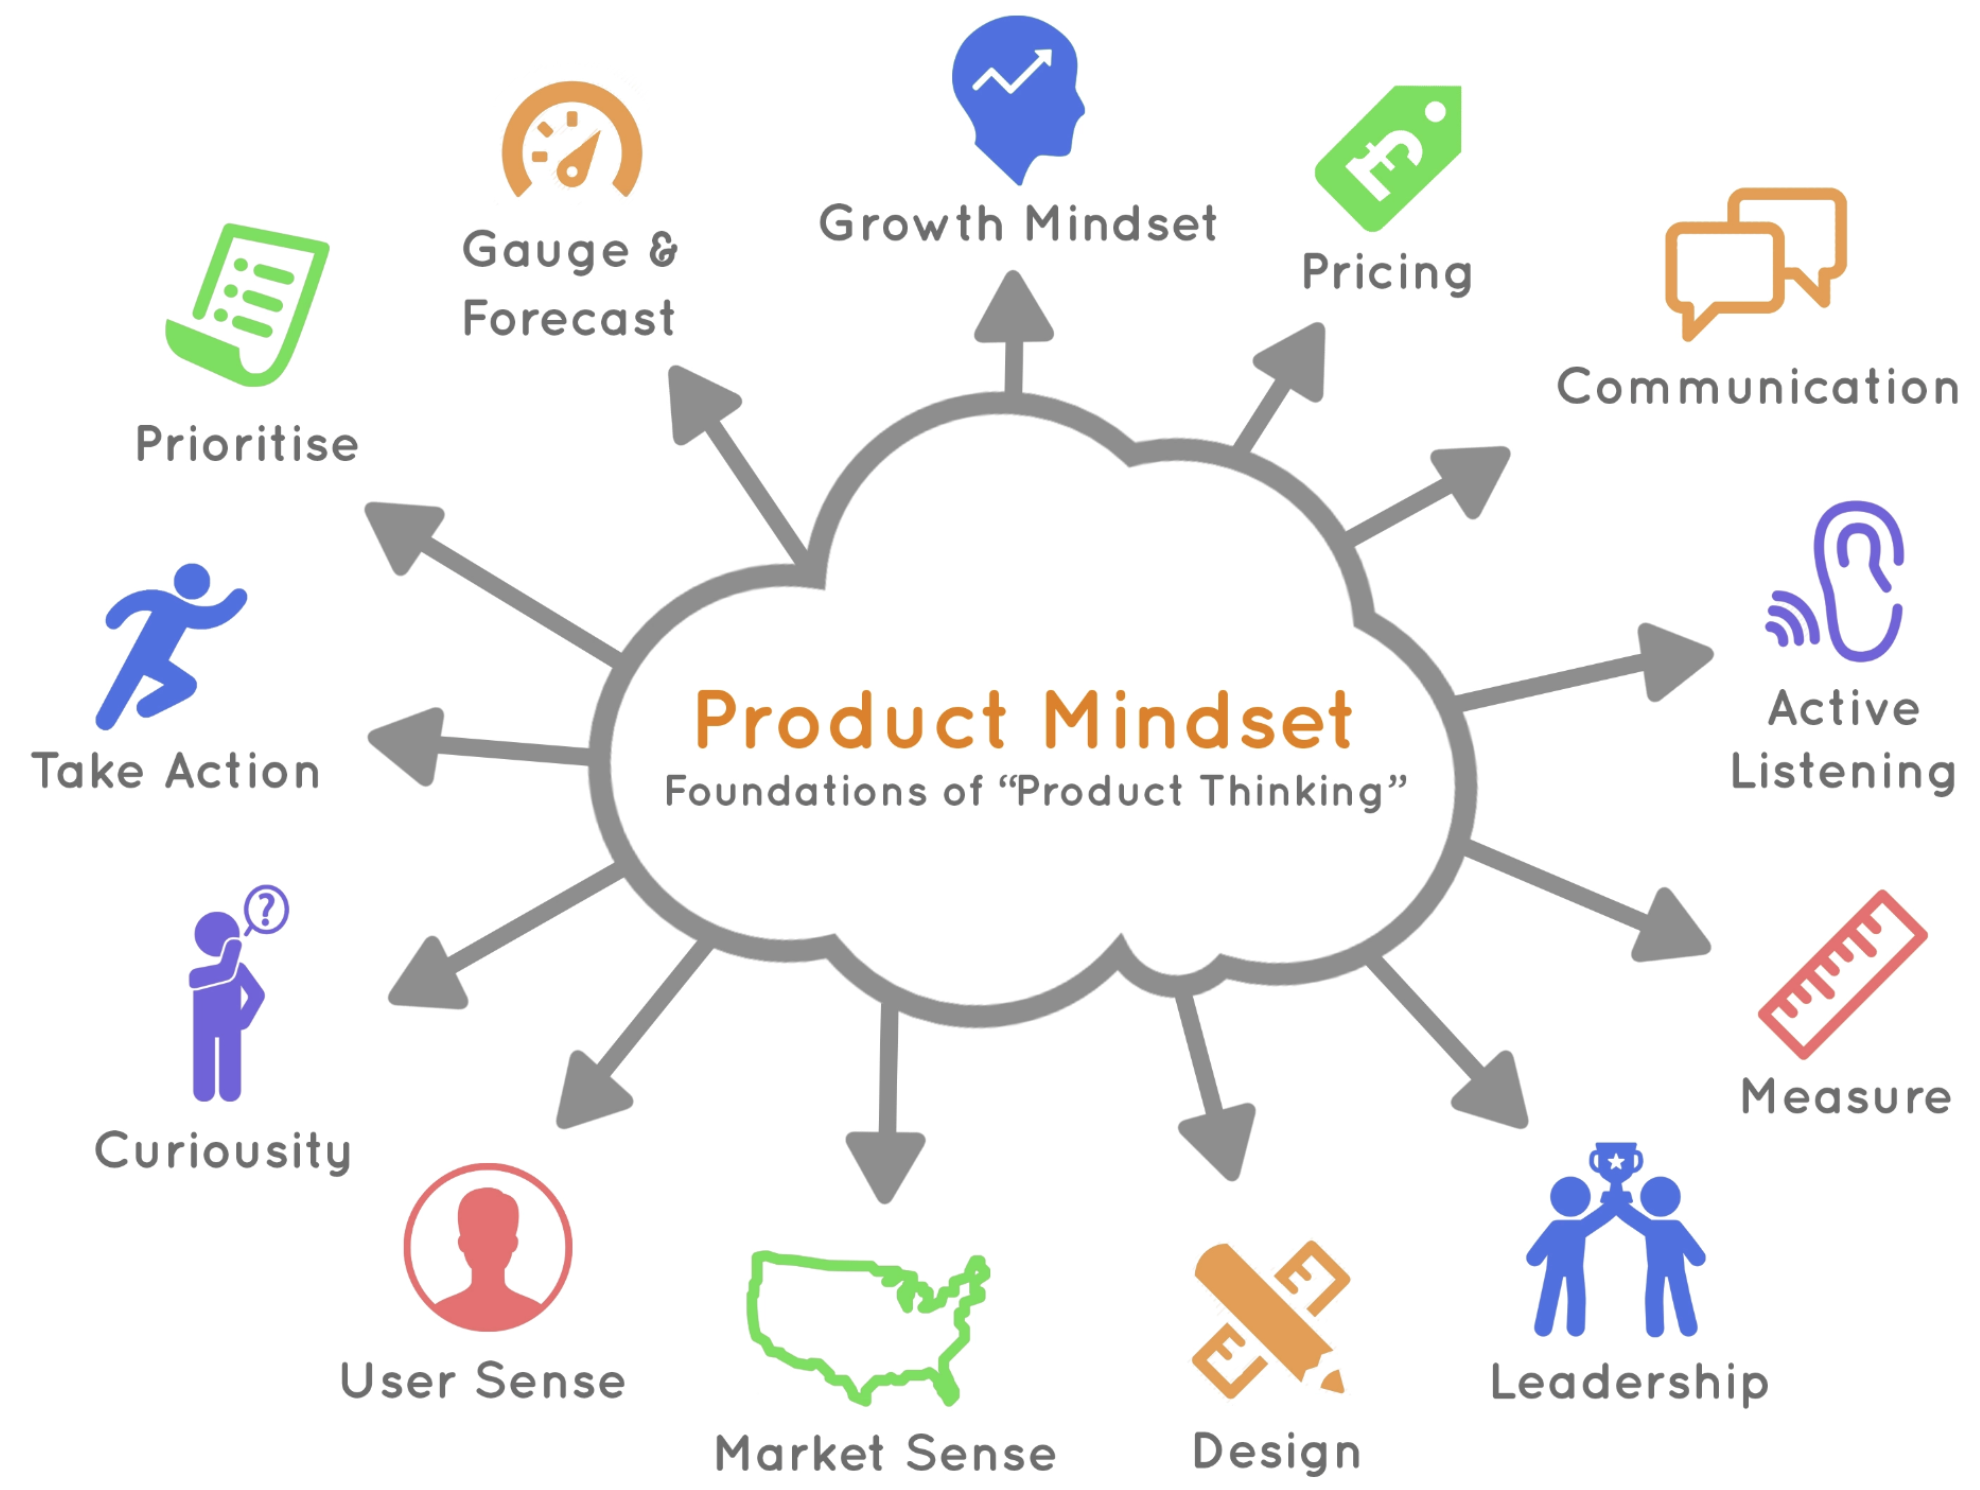 Growth Mindset
Pricing
Gauge &
Forecast
Communication
Prioritise
Active
Listening
Product Mindset
Foundations of “Product Thinking”
Take Action
?
Measure
Curiousity
User Sense
Leadership
Market Sense
Design